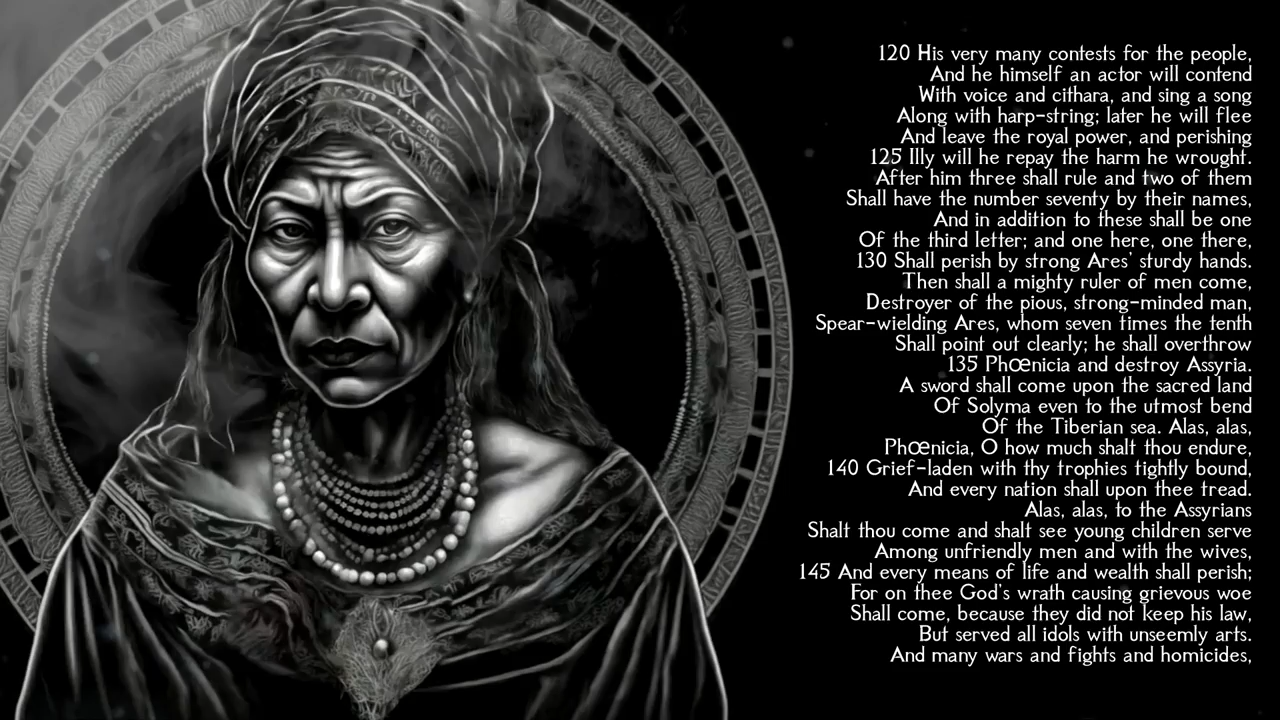 120 His very many contests for the people,
And he himself an actor will contend
With voice and cithara, and sing a song
Along with harp-string; later he will flee
And leave the royal power, and perishing
125 Illy will he repay the harm he wrought.
After him three shall rule and two of them
Shall have the number seventy by their names,
And in addition to these shall be one
Of the third letter; and one here, one there,
130 Shall perish by strong Ares' sturdy hands.
Then shall a mighty ruler of men come,
Destroyer of the pious, strong-minded man,
Spear-wielding Ares, whom seven times the tenth
Shall point out clearly; he shall overthrow
135 Phœnicia and destroy Assyria.
A sword shall come upon the sacred land
Of Solyma even to the utmost bend
Of the Tiberian sea. Alas, alas,
Phœnicia, O how much shalt thou endure,
140 Grief-laden with thy trophies tightly bound,
And every nation shall upon thee tread.
Alas, alas, to the Assyrians
Shalt thou come and shalt see young children serve
Among unfriendly men and with the wives,
145 And every means of life and wealth shall perish;
For on thee God's wrath causing grievous woe
Shall come, because they did not keep his law,
But served all idols with unseemly arts.
And many wars and fights and homicides,